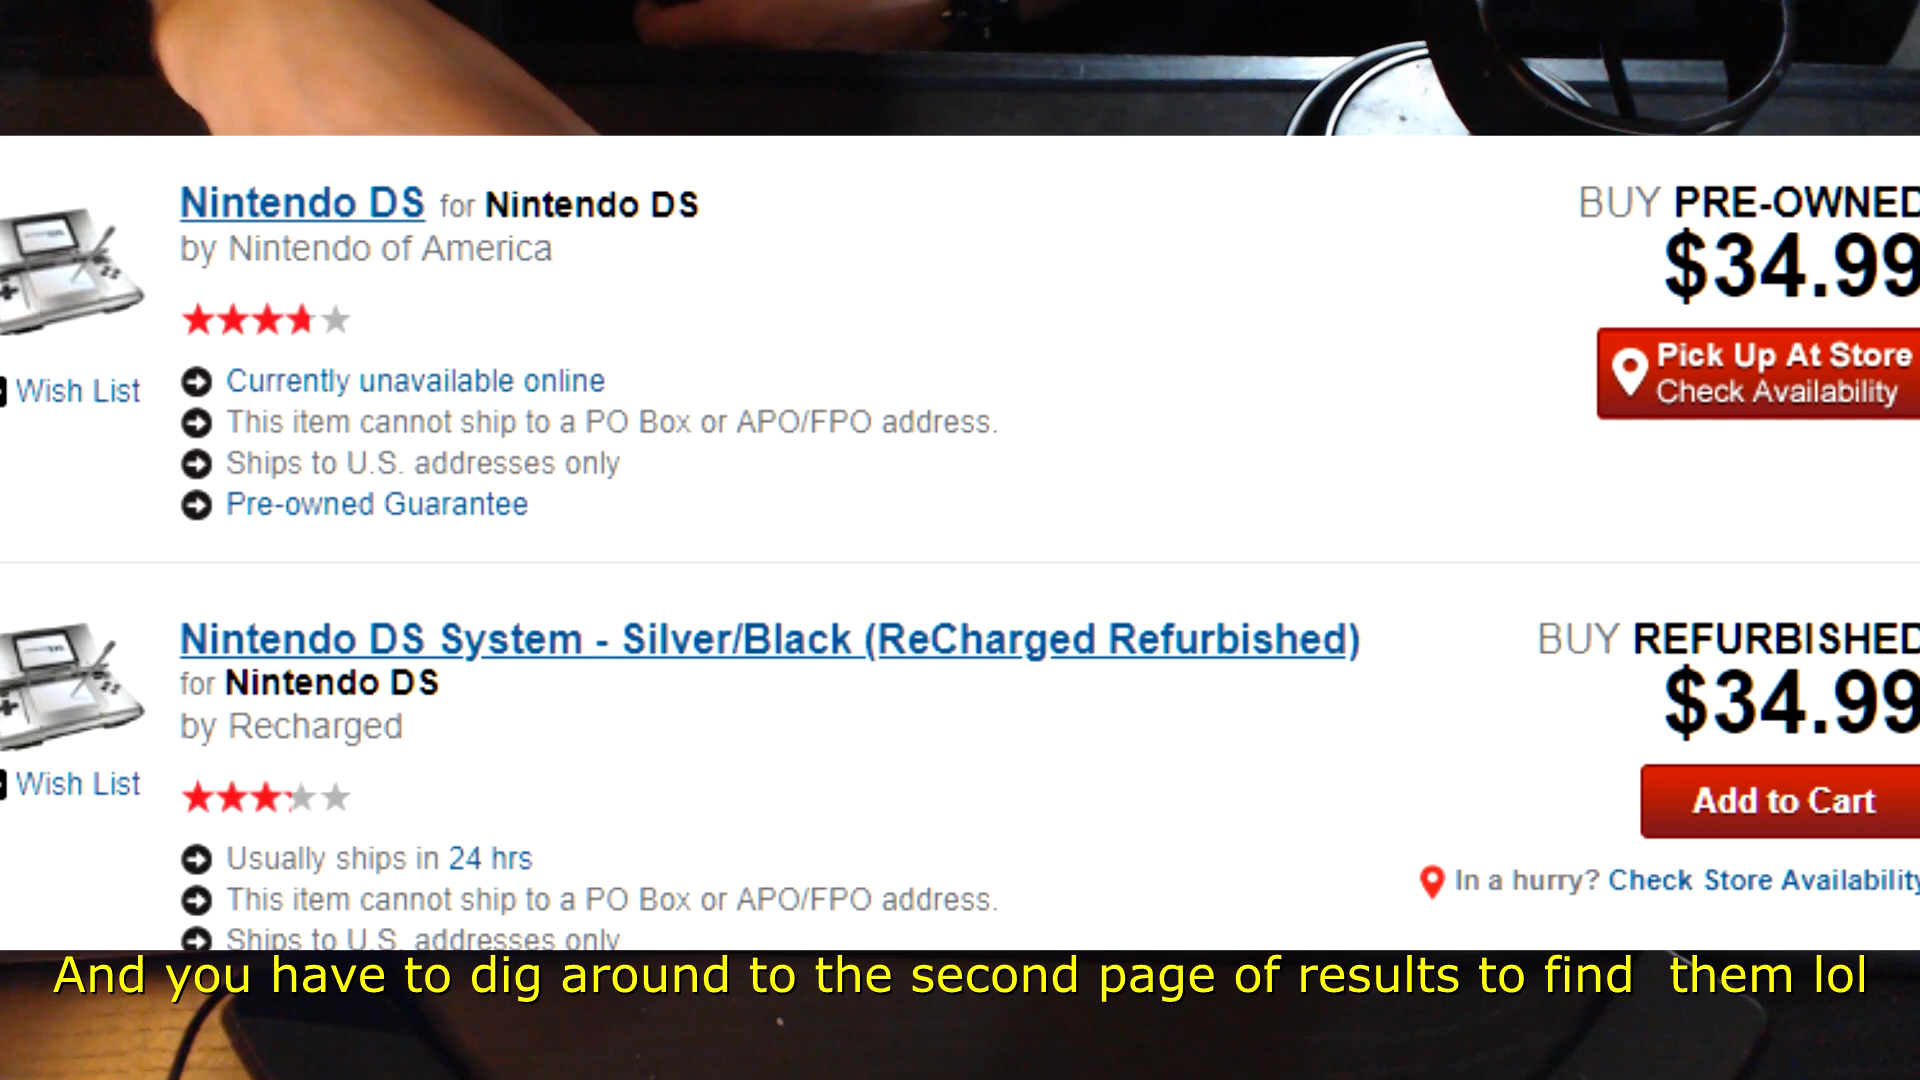 Nintendo DS for Nintendo DS
by Nintendo of America
BUY PRE-OWNED
$34.99
Pick Up At Store
Check Availability
Wish List
Currently unavailable online
This item cannot ship to a PO Box or APO/FPO address.
Ships to U.S. addresses only
Pre-owned Guarantee
Nintendo DS System - Silver/Black (ReCharged Refurbished)
for Nintendo DS
by Recharged
BUY REFURBISHED
$34.99
Add to Cart
In a hurry? Check Store Availability
Wish List
Usually ships in 24 hrs
This item cannot ship to a PO Box or APO/FPO address.
Ships to U.S. addresses only
And you have to dig around to the second page of results to find  them lol